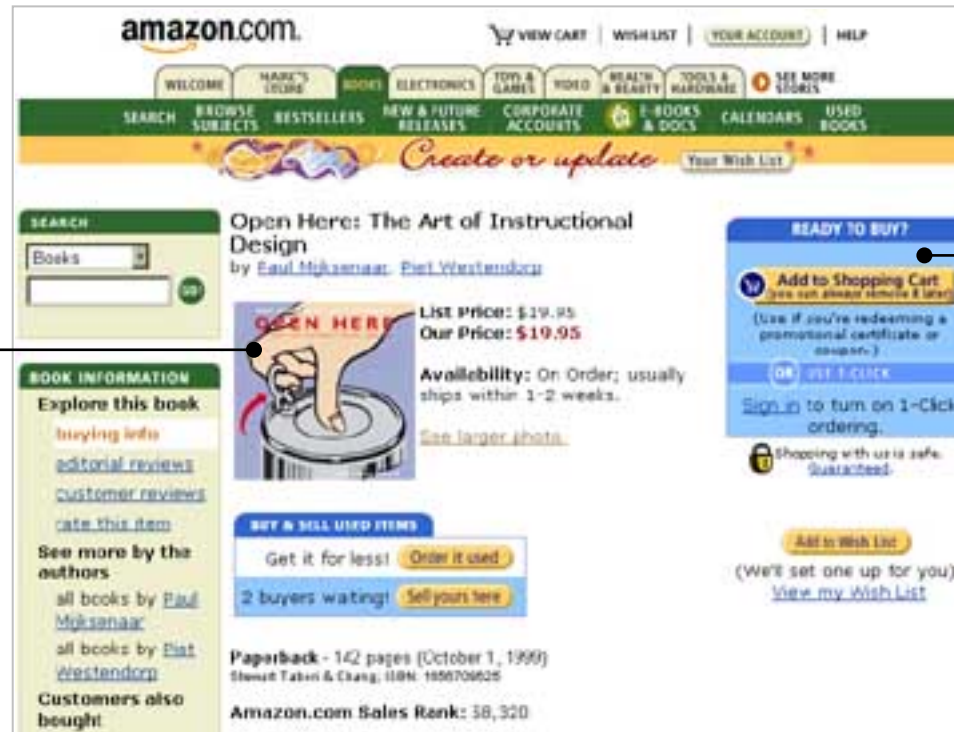 amazon.com.
VIEW CART | WISH LIST | YOUR ACCOUNT | HELP
WELCOME
BOOKS
ELECTRONICS
TOYS & GAMES
VIDEO
HEALTH & BEAUTY
TOOLS & HARDWARE
SEE MORE STORES
SEARCH
BROWSE SUBJECTS
BESTSELLERS
NEW & FUTURE RELEASES
CORPORATE ACCOUNTS
E-BOOKS & DOCS
CALENDARS
USED BOOKS
Create or update Your Wish List
SEARCH
Books
GO!
BOOK INFORMATION
Explore this book
buying info
editorial reviews
customer reviews
rate this item
See more by the
authors
all books by Paul
Mijksenaar
all books by Piet
Westendorp
Customers also
bought
Open Here: The Art of Instructional
Design
by Paul Mijksenaar, Piet Westendorp
OPEN HERE
List Price: $19.95
Our Price: $19.95
Availability: On Order; usually
ships within 1-2 weeks.
See larger photo
BUY & SELL USED ITEMS
Get it for less! Order it used
2 buyers waiting! Sell yours here
Paperback - 142 pages (October 1, 1999)
Stewart Tabori & Chang; ISBN:
Amazon.com Sales Rank: 58,320
READY TO BUY?
Add to Shopping Cart
(you can always remove it later)
(Use if you're redeeming a
promotional certificate or
coupon.)
OR USE 1-CLICK
Sign in to turn on 1-Click
ordering.
Shopping with us is safe.
Guaranteed.
Add to Wish List
(We'll set one up for you)
View my Wish List